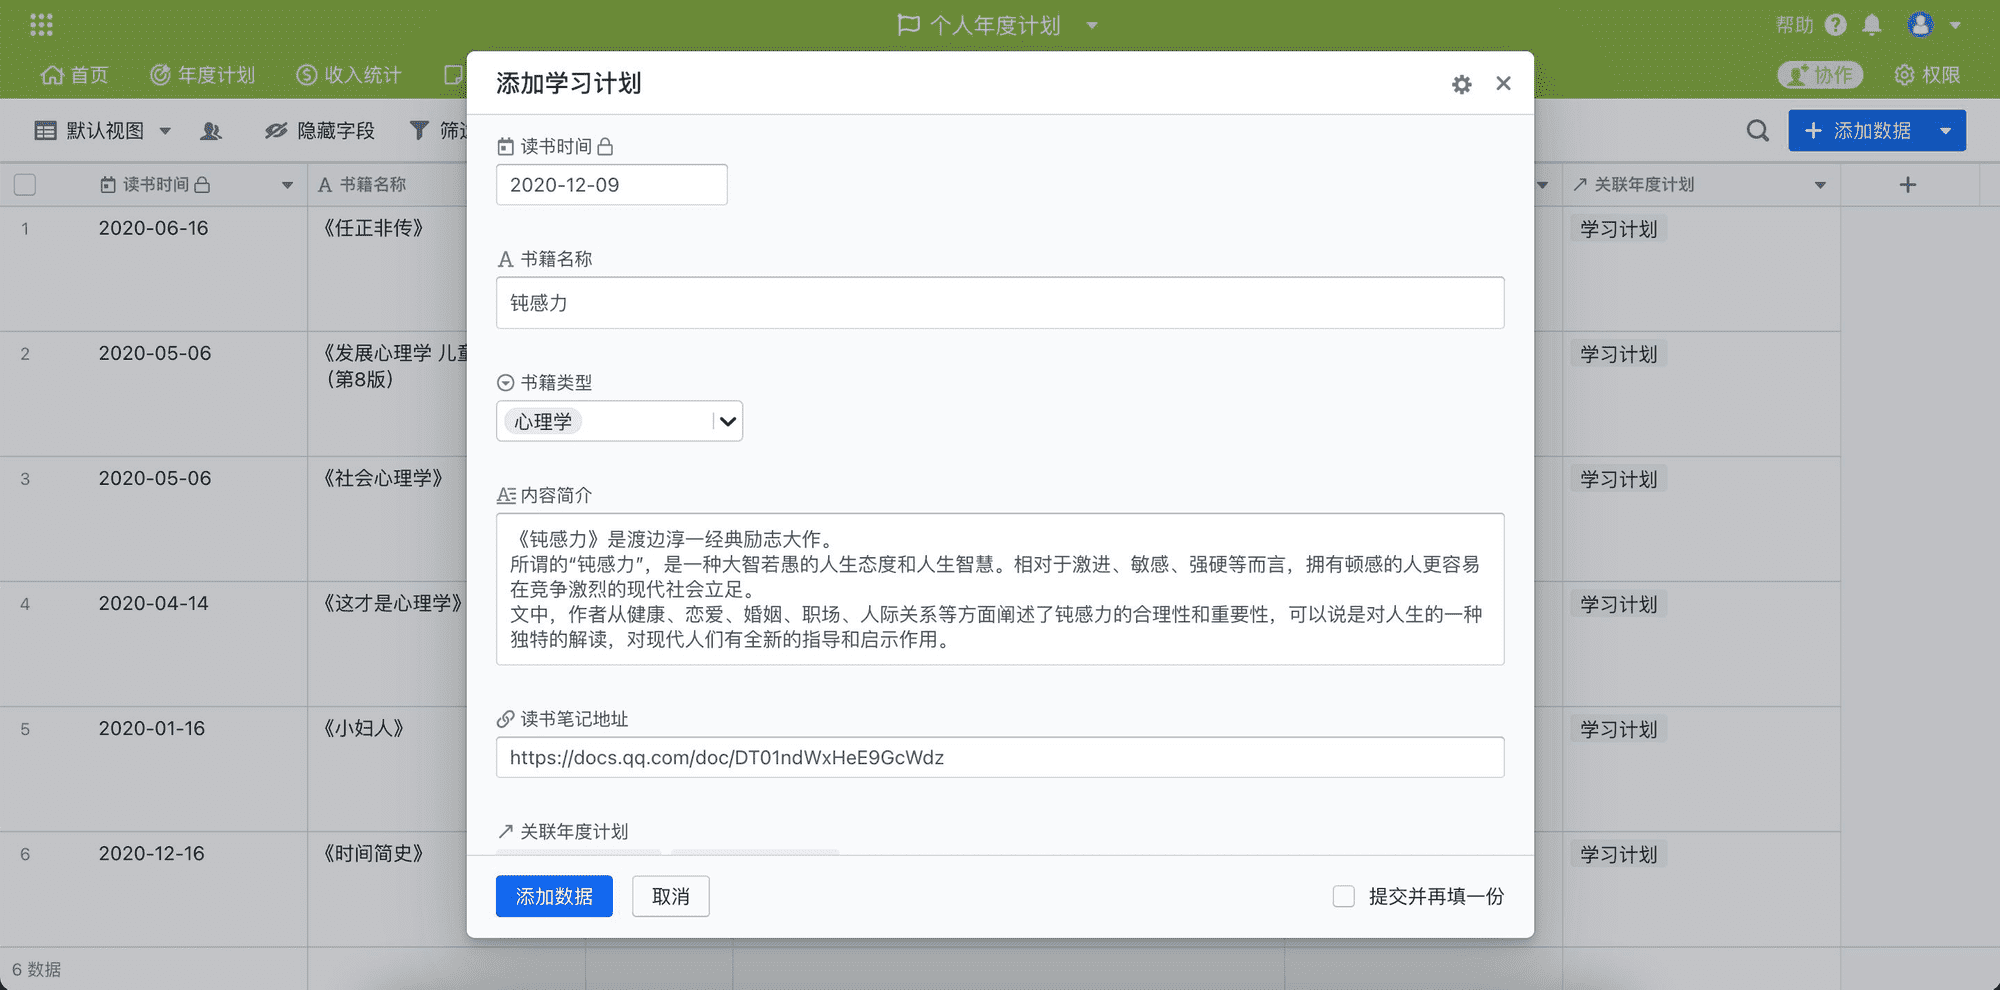 个人年度计划
帮助
首页
年度计划
收入统计
协作
权限
默认视图
隐藏字段
添加数据
读书时间
书籍名称
关联年度计划
1
2020-06-16
《任正非传》
学习计划
2
2020-05-06
《发展心理学 儿
（第8版）
学习计划
3
2020-05-06
《社会心理学》
学习计划
4
2020-04-14
《这才是心理学》
学习计划
5
2020-01-16
《小妇人》
学习计划
6
2020-12-16
《时间简史》
学习计划
6 数据
添加学习计划
读书时间
2020-12-09
书籍名称
钝感力
书籍类型
心理学
内容简介
《钝感力》是渡边淳一经典励志大作。
所谓的“钝感力”，是一种大智若愚的人生态度和人生智慧。相对于激进、敏感、强硬等而言，拥有顿感的人更容易
在竞争激烈的现代社会立足。
文中，作者从健康、恋爱、婚姻、职场、人际关系等方面阐述了钝感力的合理性和重要性，可以说是对人生的一种
独特的解读，对现代人们有全新的指导和启示作用。
读书笔记地址
https://docs.qq.com/doc/DT01ndWxHeE9GcWdz
关联年度计划
添加数据
取消
提交并再填一份